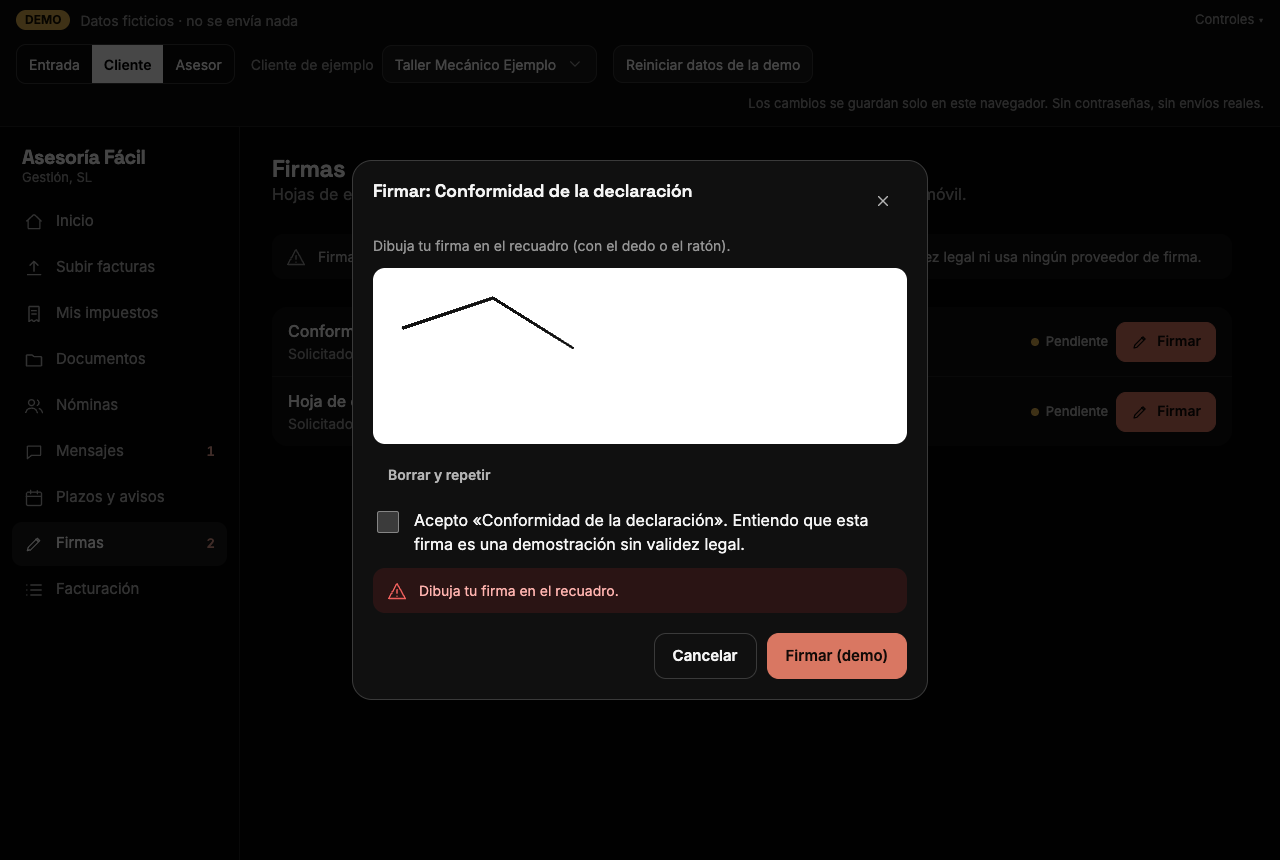 DEMO Datos ficticios · no se envía nada
Controles
Entrada Cliente Asesor Cliente de ejemplo Taller Mecánico Ejemplo Reiniciar datos de la demo
Los cambios se guardan solo en este navegador. Sin contraseñas, sin envíos reales.
Asesoría Fácil
Gestión, SL
Inicio
Subir facturas
Mis impuestos
Documentos
Nóminas
Mensajes 1
Plazos y avisos
Firmas 2
Facturación
Firmas
Hojas de móvil.
legal ni usa ningún proveedor de firma.
Pendiente Firmar
Solicitado
Hoja de
Pendiente Firmar
Solicitado
Firmar: Conformidad de la declaración
Dibuja tu firma en el recuadro (con el dedo o el ratón).
Borrar y repetir
Acepto «Conformidad de la declaración». Entiendo que esta
firma es una demostración sin validez legal.
Dibuja tu firma en el recuadro.
Cancelar Firmar (demo)